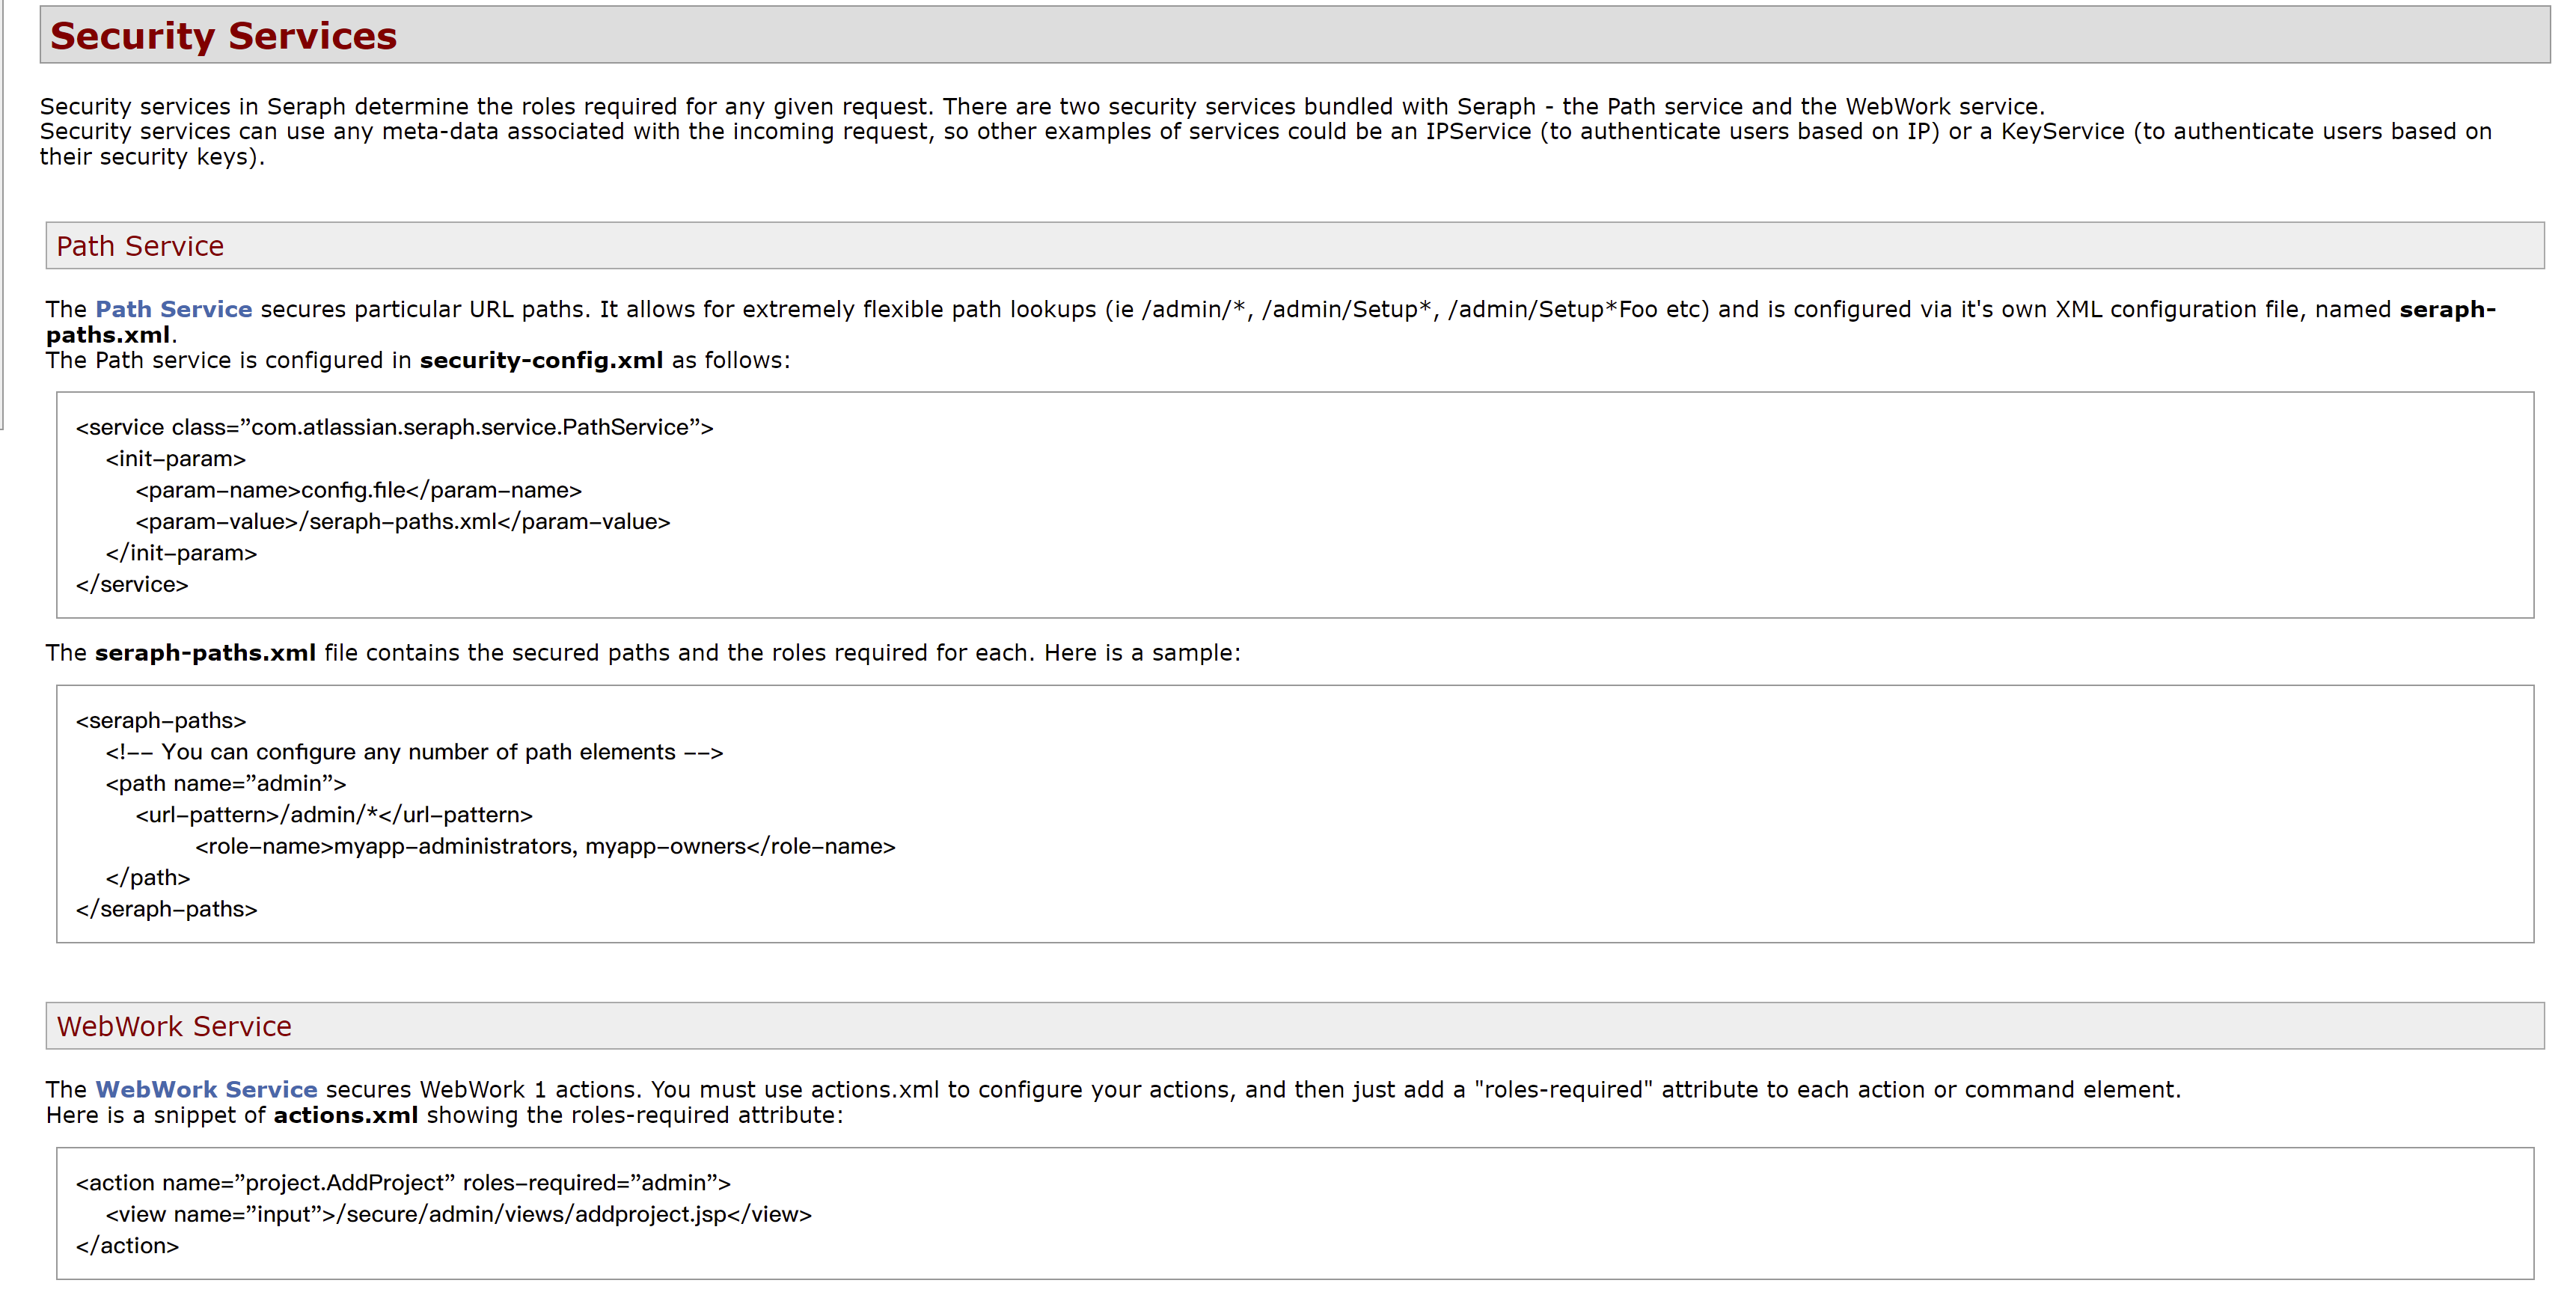 Security Services
Security services in Seraph determine the roles required for any given request. There are two security services bundled with Seraph - the Path service and the WebWork service.
Security services can use any meta-data associated with the incoming request, so other examples of services could be an IPService (to authenticate users based on IP) or a KeyService (to authenticate users based on
their security keys).
Path Service
The Path Service secures particular URL paths. It allows for extremely flexible path lookups (ie /admin/*, /admin/Setup*, /admin/Setup*Foo etc) and is configured via it's own XML configuration file, named seraph-
paths.xml.
The Path service is configured in security-config.xml as follows:
<service class=”com.atlassian.seraph.service.PathService”>
<init-param>
<param-name>config.file</param-name>
<param-value>/seraph-paths.xml</param-value>
</init-param>
</service>
The seraph-paths.xml file contains the secured paths and the roles required for each. Here is a sample:
<seraph-paths>
<!-- You can configure any number of path elements -->
<path name=”admin”>
<url-pattern>/admin/*</url-pattern>
<role-name>myapp-administrators, myapp-owners</role-name>
</path>
</seraph-paths>
WebWork Service
The WebWork Service secures WebWork 1 actions. You must use actions.xml to configure your actions, and then just add a "roles-required" attribute to each action or command element.
Here is a snippet of actions.xml showing the roles-required attribute:
<action name=”project.AddProject” roles-required=”admin”>
<view name=”input”>/secure/admin/views/addproject.jsp</view>
</action>